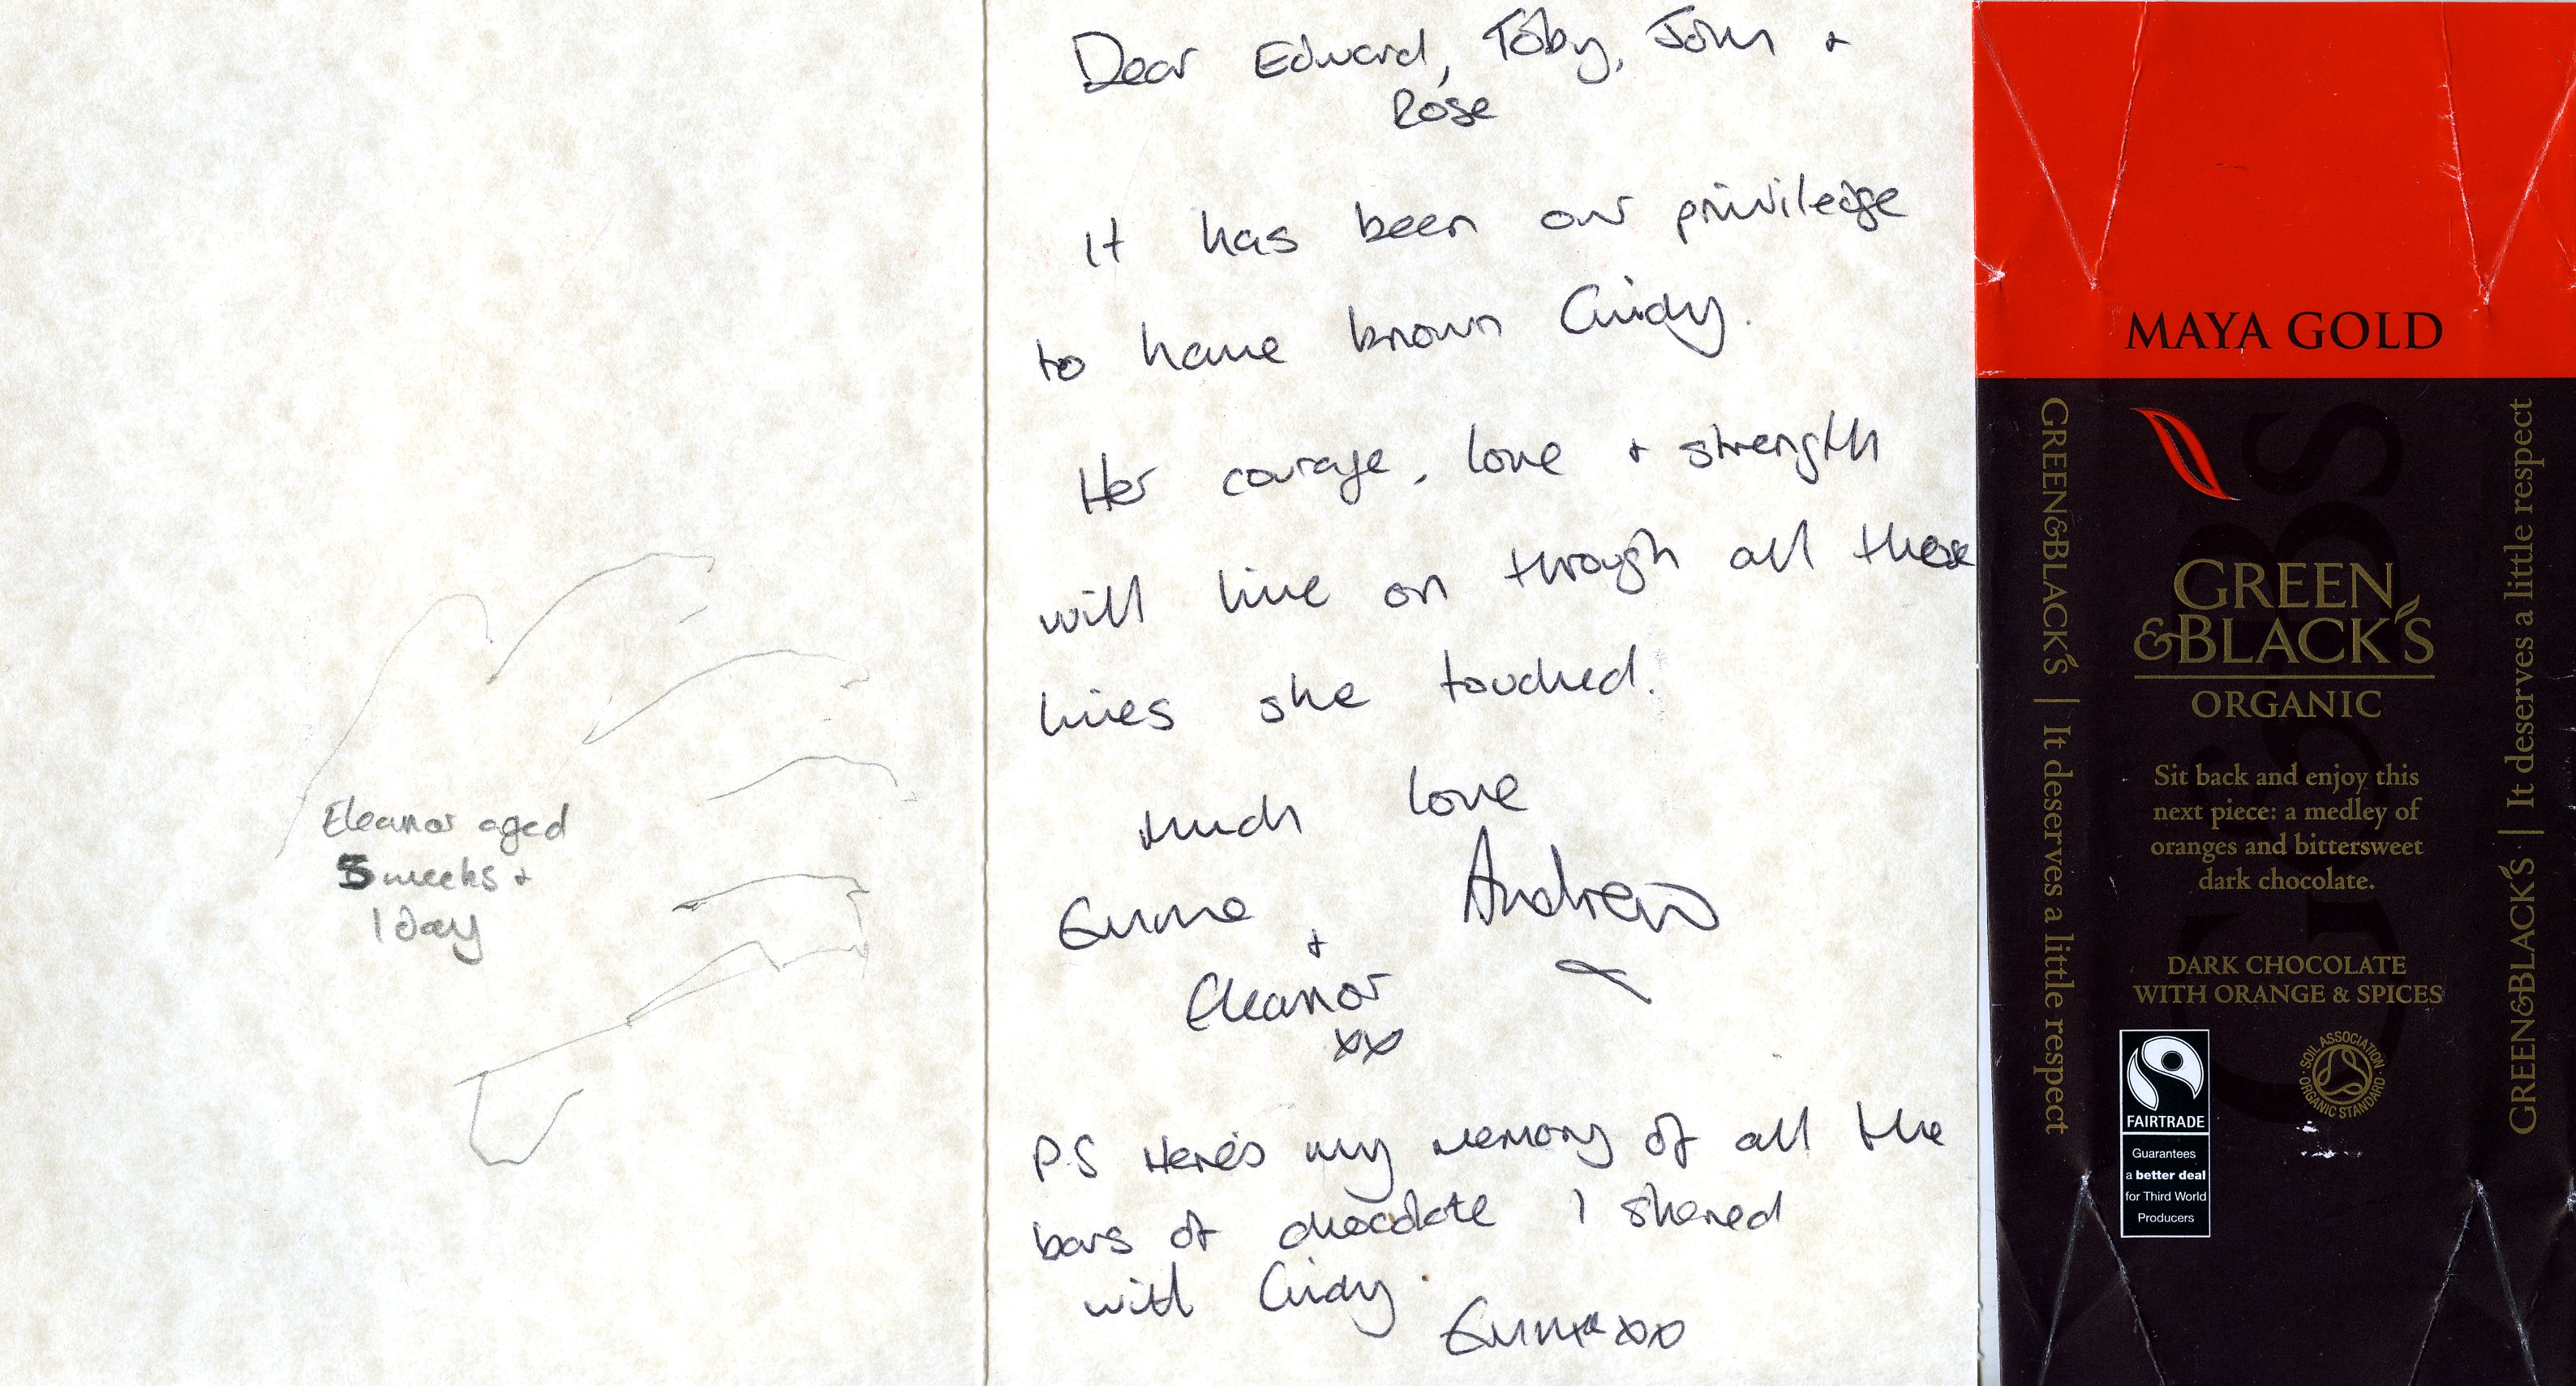 Eleanor aged
5 weeks +
1 day
Dear Edward, Toby, John +
Rose
It has been our priviledge
to have known Cindy.
Her courage, love + strength
will live on through all those
lives she touched.
Much love
Emma Andrew
+
Eleanor
xx
PS Here's my memory of all the
bars of chocolate I shared
with Cindy.
Emma xx
MAYA GOLD
GREEN&BLACK'S | It deserves a little respect
GREEN
&BLACK'S
ORGANIC
Sit back and enjoy this
next piece: a medley of
oranges and bittersweet
dark chocolate.
DARK CHOCOLATE
WITH ORANGE & SPICES
FAIRTRADE
Guarantees
a better deal
for Third World
Producers
SOIL ASSOCIATION
ORGANIC STANDARD
GREEN&BLACK'S | It deserves a little respect